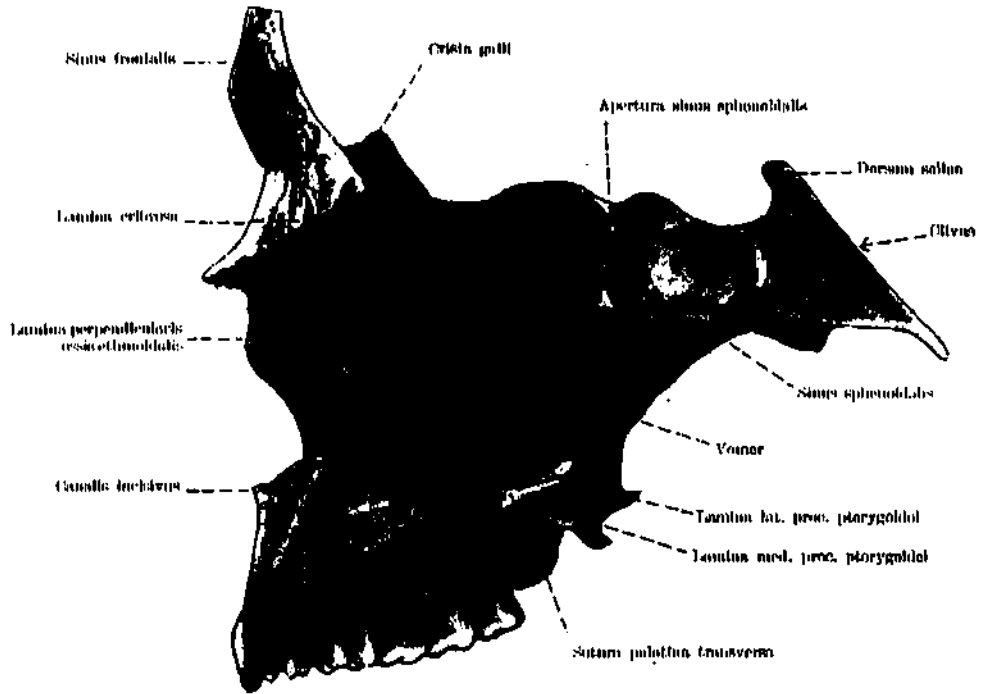 Sinus frontalis
Crista galli
Apertura sinus sphenoidalis
Dorsum sellae
Lamina cribrosa
Clivus
Lamina perpendicularis
ossis ethmoidalis
Sinus sphenoidalis
Vomer
Canalis incisivus
Lamina lat. proc. pterygoidei
Lamina med. proc. pterygoidei
Sutura palatina transversa